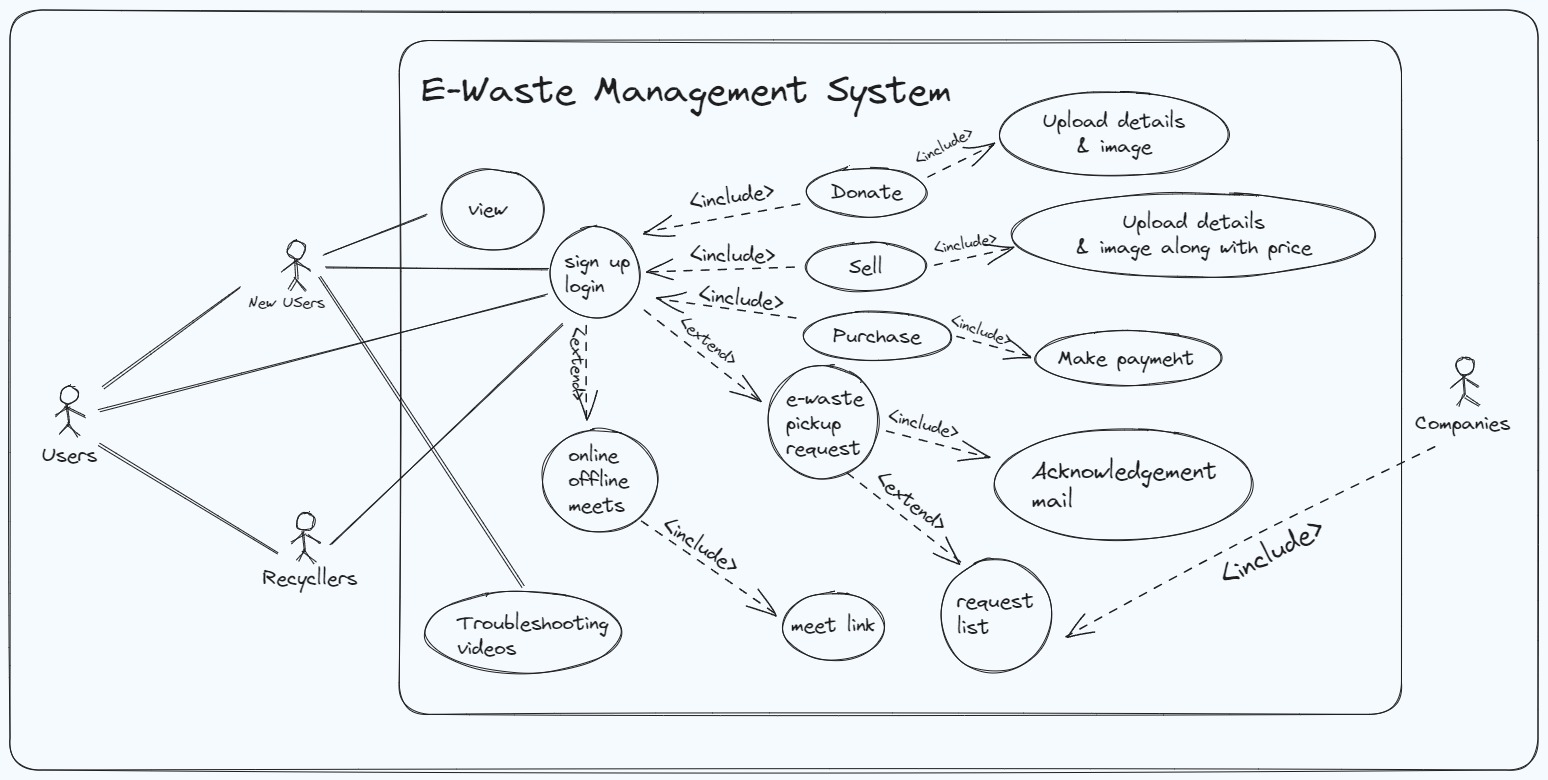 E-Waste Management System
Upload details
& image
<include>
Donate
<include>
view
Upload details
& image along with price
<include>
Sell
<include>
sign up
login
New Users
<include>
<include>
Purchase
Make payment
<extend>
<extend>
e-waste
pickup
request
<include>
Acknowledgement
mail
Users
Companies
online
offline
meets
<extend>
<include>
<include>
Recycllers
request
list
Troubleshooting
videos
meet link